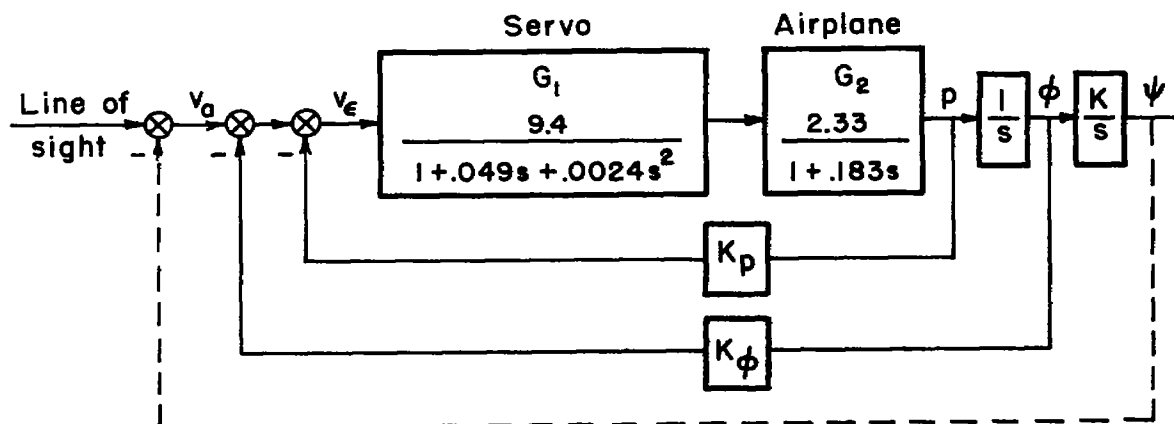 Servo
Airplane
Line of
sight
Vₐ
Vϵ
G₁
9.4
1+.049s+.0024s²
G₂
2.33
1+.183s
p
1
s
ϕ
K
s
ψ
-
-
-
Kp
Kϕ